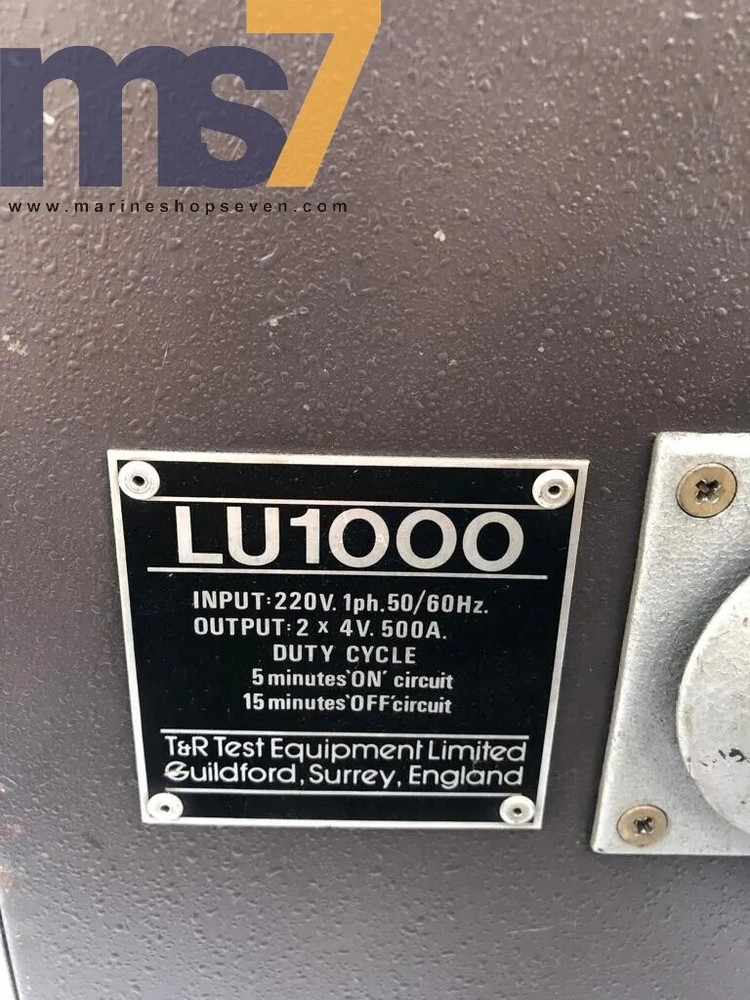 ms7
www.marineshopseven.com
LU1000
INPUT:220V. 1ph.50/60Hz.
OUTPUT:2 x 4V. 500A.
DUTY CYCLE
5 minutes 'ON' circuit
15 minutes 'OFF' circuit
T&R Test Equipment Limited
Guildford, Surrey, England